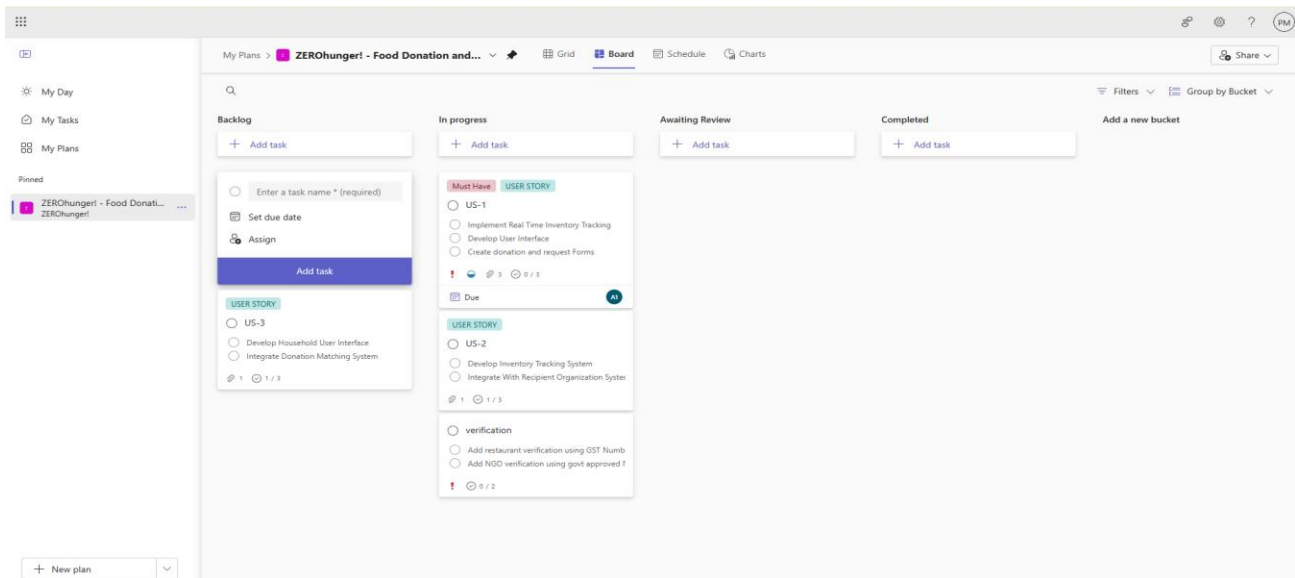 PM
My Plans > ZEROhunger! - Food Donation and...
Grid
Board
Schedule
Charts
Share
My Day
My Tasks
My Plans
Pinned
ZEROhunger! - Food Donati... ...
ZEROhunger!
New plan
Filters
Group by Bucket
Backlog
+ Add task
Enter a task name * (required)
Set due date
Assign
Add task
USER STORY
US-3
Develop Household User Interface
Integrate Donation Matching System
1 1 / 3
In progress
+ Add task
Must Have USER STORY
US-1
Implement Real Time Inventory Tracking
Develop User Interface
Create donation and request Forms
3 0 / 3
Due AI
USER STORY
US-2
Develop Inventory Tracking System
Integrate With Recipient Organization System
1 1 / 3
verification
Add restaurant verification using GST Numb
Add NGO verification using govt approved
0 / 2
Awaiting Review
+ Add task
Completed
+ Add task
Add a new bucket